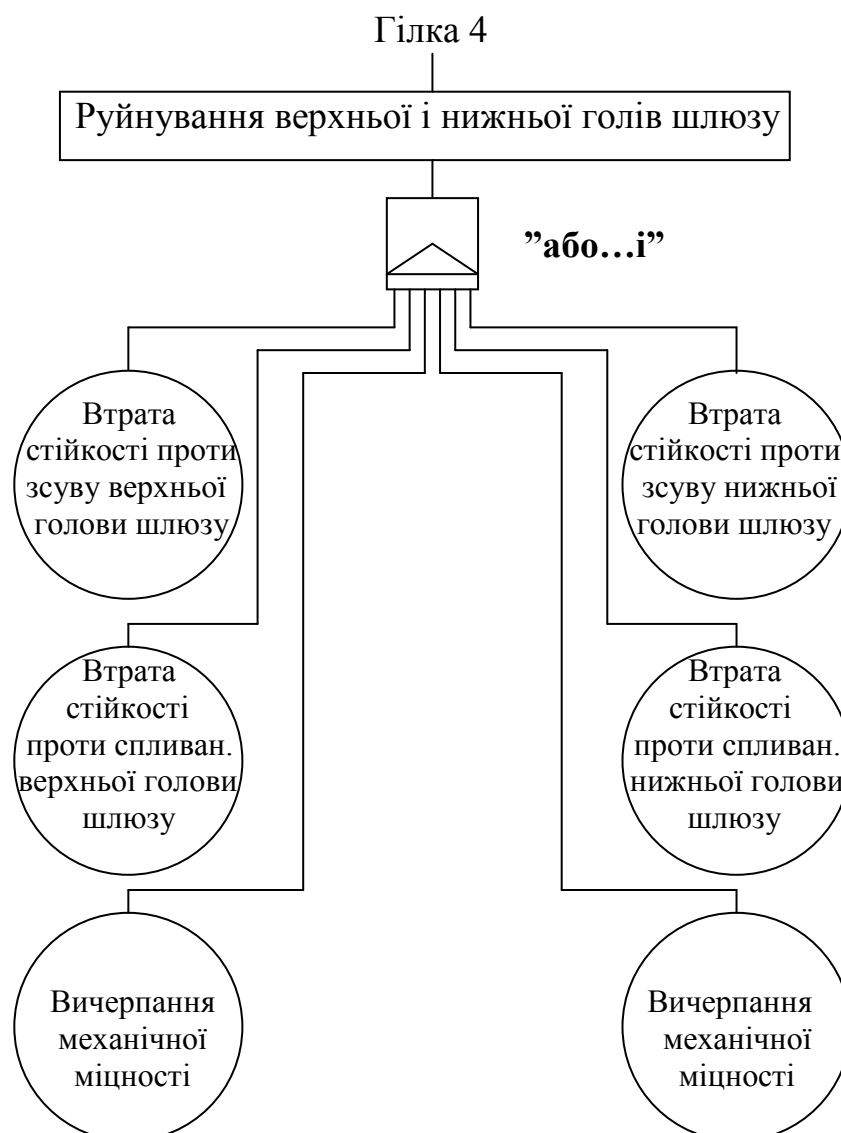 Гілка 4
Руйнування верхньої і нижньої голів шлюзу
”або…і”
Втрата
стійкості проти
зсуву верхньої
голови шлюзу
Втрата
стійкості проти
зсуву нижньої
голови шлюзу
Втрата
стійкості
проти спливан.
верхньої голови
шлюзу
Втрата
стійкості
проти спливан.
нижньої голови
шлюзу
Вичерпання
механічної
міцності
Вичерпання
механічної
міцності